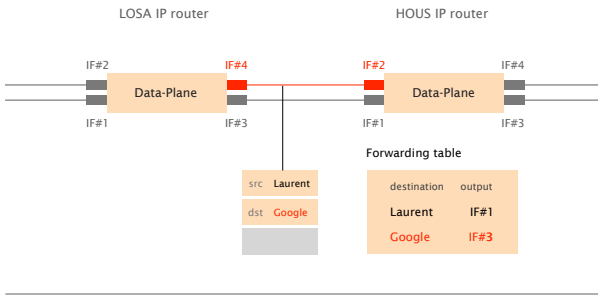 LOSA IP router HOUS IP router
IF#2 IF#4 IF#2 IF#4
Data-Plane Data-Plane
IF#1 IF#3 IF#1 IF#3
Forwarding table
src Laurent
dst Google
destination output
Laurent IF#1
Google IF#3